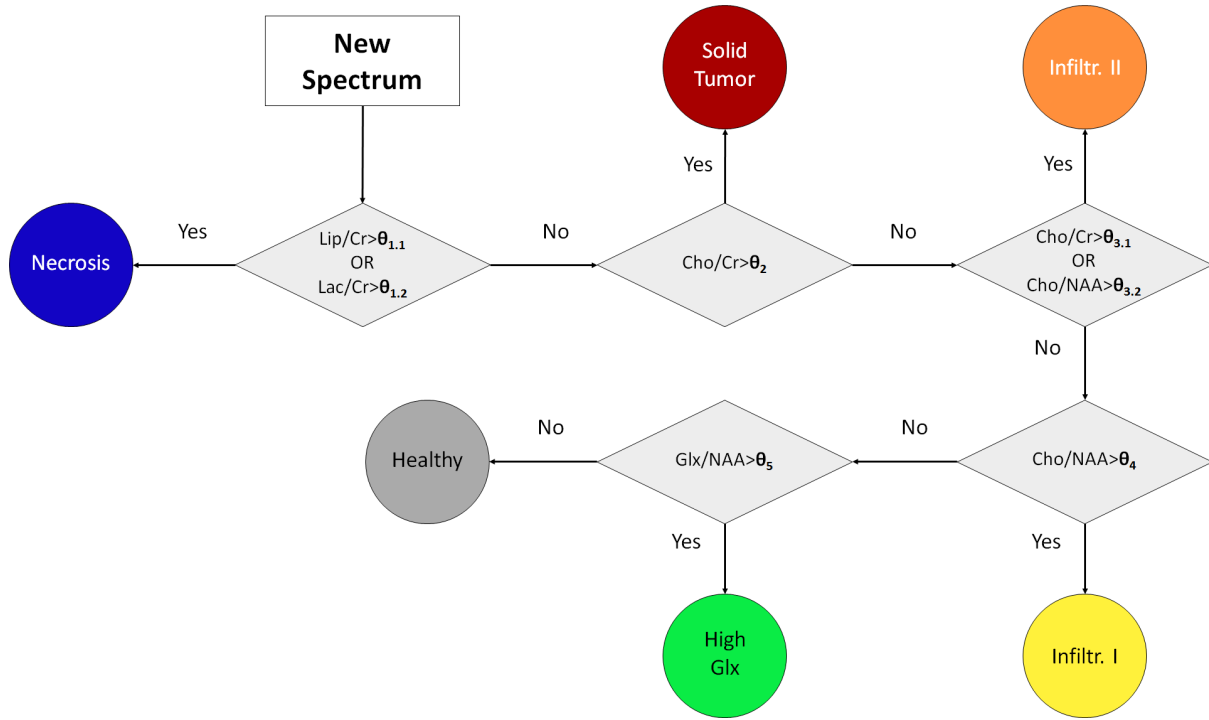 New
Spectrum
Solid
Tumor
Infiltr. II
Yes
Yes
Necrosis
Yes
Lip/Cr>θ1.1
OR
Lac/Cr>θ1.2
No
Cho/Cr>θ2
No
Cho/Cr>θ3.1
OR
Cho/NAA>θ3.2
No
Healthy
No
Glx/NAA>θ5
No
Cho/NAA>θ4
Yes
Yes
High
Glx
Infiltr. I